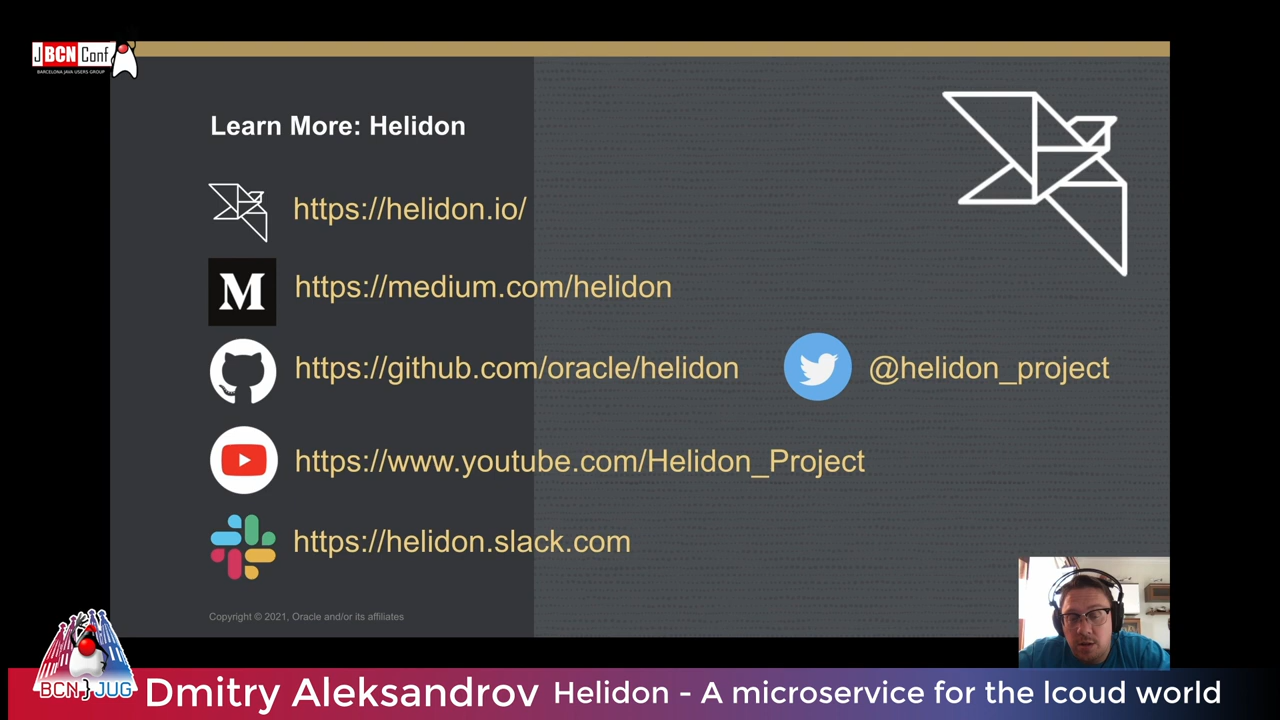 JBCNConf
BARCELONA JAVA USERS GROUP
Learn More: Helidon
https://helidon.io/
M
https://medium.com/helidon
https://github.com/oracle/helidon
@helidon_project
https://www.youtube.com/Helidon_Project
https://helidon.slack.com
Copyright © 2021, Oracle and/or its affiliates
BCN JUG
Dmitry Aleksandrov Helidon - A microservice for the lcoud world